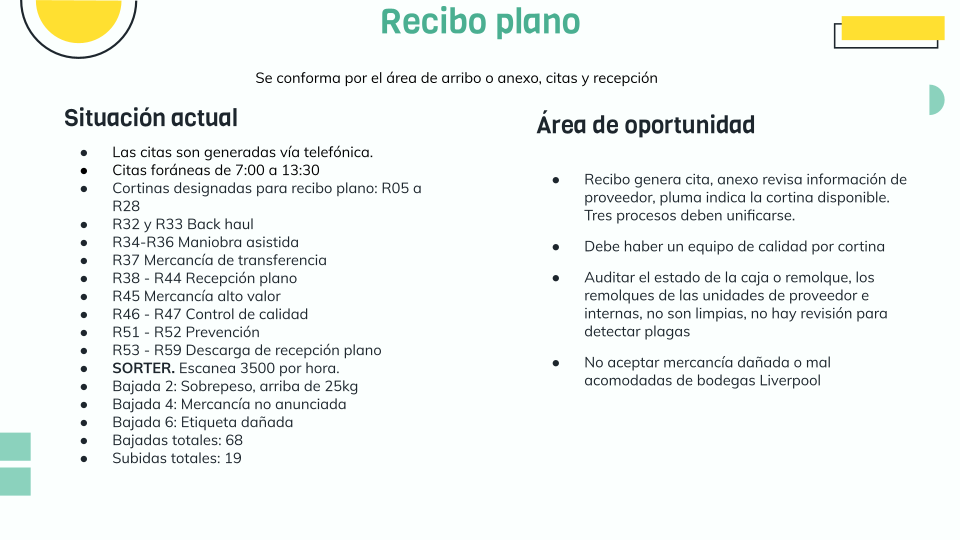 Recibo plano
Se conforma por el área de arribo o anexo, citas y recepción
Situación actual
● Las citas son generadas vía telefónica.
● Citas foráneas de 7:00 a 13:30
● Cortinas designadas para recibo plano: R05 a
R28
● R32 y R33 Back haul
● R34-R36 Maniobra asistida
● R37 Mercancía de transferencia
● R38 - R44 Recepción plano
● R45 Mercancía alto valor
● R46 - R47 Control de calidad
● R51 - R52 Prevención
● R53 - R59 Descarga de recepción plano
● SORTER. Escanea 3500 por hora.
● Bajada 2: Sobrepeso, arriba de 25kg
● Bajada 4: Mercancía no anunciada
● Bajada 6: Etiqueta dañada
● Bajadas totales: 68
● Subidas totales: 19
Área de oportunidad
● Recibo genera cita, anexo revisa información de
proveedor, pluma indica la cortina disponible.
Tres procesos deben unificarse.
● Debe haber un equipo de calidad por cortina
● Auditar el estado de la caja o remolque, los
remolques de las unidades de proveedor e
internas, no son limpias, no hay revisión para
detectar plagas
● No aceptar mercancía dañada o mal
acomodadas de bodegas Liverpool